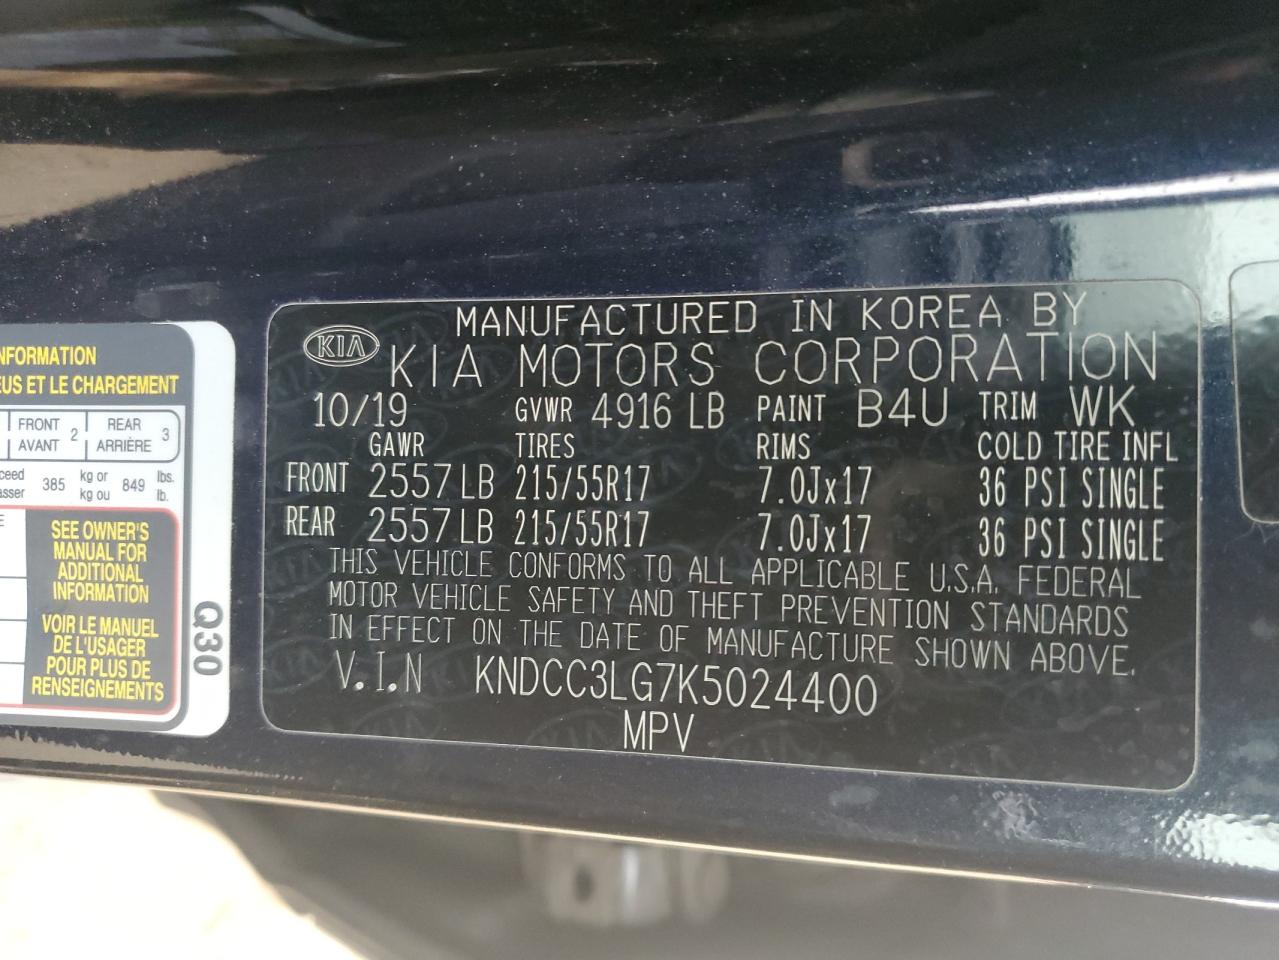 NFORMATION
EUS ET LE CHARGEMENT
FRONT AVANT 2 REAR ARRIÈRE 3
385 kg or kg ou 849 lbs. lb.
SEE OWNER'S
MANUAL FOR
ADDITIONAL
INFORMATION
VOIR LE MANUEL
DE L'USAGER
POUR PLUS DE
RENSEIGNEMENTS
Q30
KIA
MANUFACTURED IN KOREA BY
KIA MOTORS CORPORATION
10/19 GVWR 4916 LB PAINT B4U TRIM WK
GAWR TIRES RIMS COLD TIRE INFL
FRONT 2557 LB 215/55R17 7.0Jx17 36 PSI SINGLE
REAR 2557 LB 215/55R17 7.0Jx17 36 PSI SINGLE
THIS VEHICLE CONFORMS TO ALL APPLICABLE U.S.A. FEDERAL
MOTOR VEHICLE SAFETY AND THEFT PREVENTION STANDARDS
IN EFFECT ON THE DATE OF MANUFACTURE SHOWN ABOVE.
V.I.N KNDCC3LG7K5024400
MPV